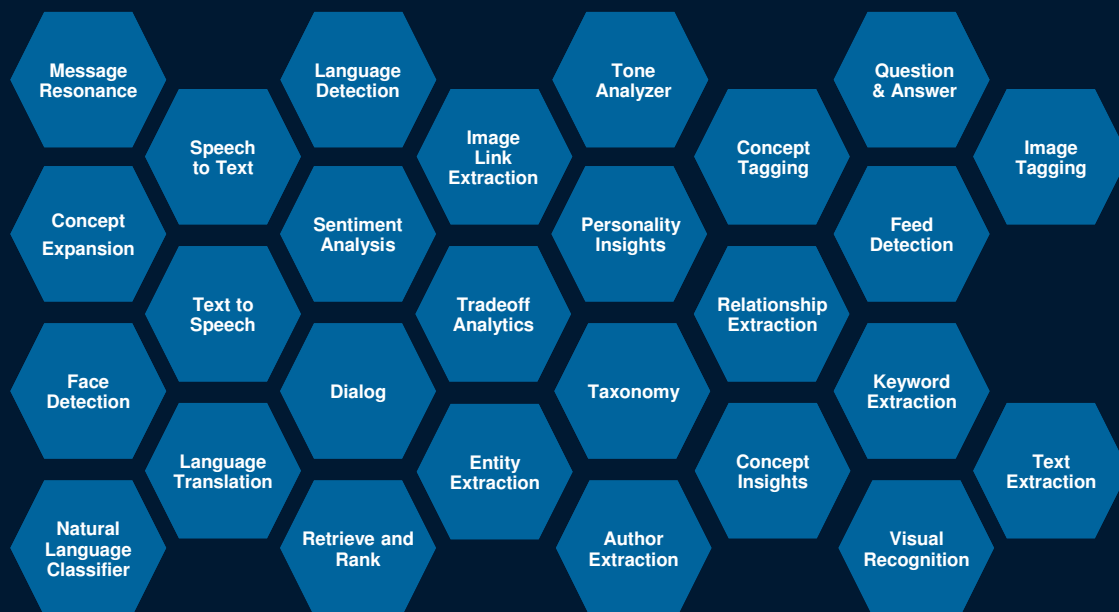 Message
Resonance
Language
Detection
Tone
Analyzer
Question
& Answer
Speech
to Text
Image
Link
Extraction
Concept
Tagging
Image
Tagging
Concept
Expansion
Sentiment
Analysis
Personality
Insights
Feed
Detection
Text to
Speech
Tradeoff
Analytics
Relationship
Extraction
Face
Detection
Dialog
Taxonomy
Keyword
Extraction
Language
Translation
Entity
Extraction
Concept
Insights
Text
Extraction
Natural
Language
Classifier
Retrieve and
Rank
Author
Extraction
Visual
Recognition